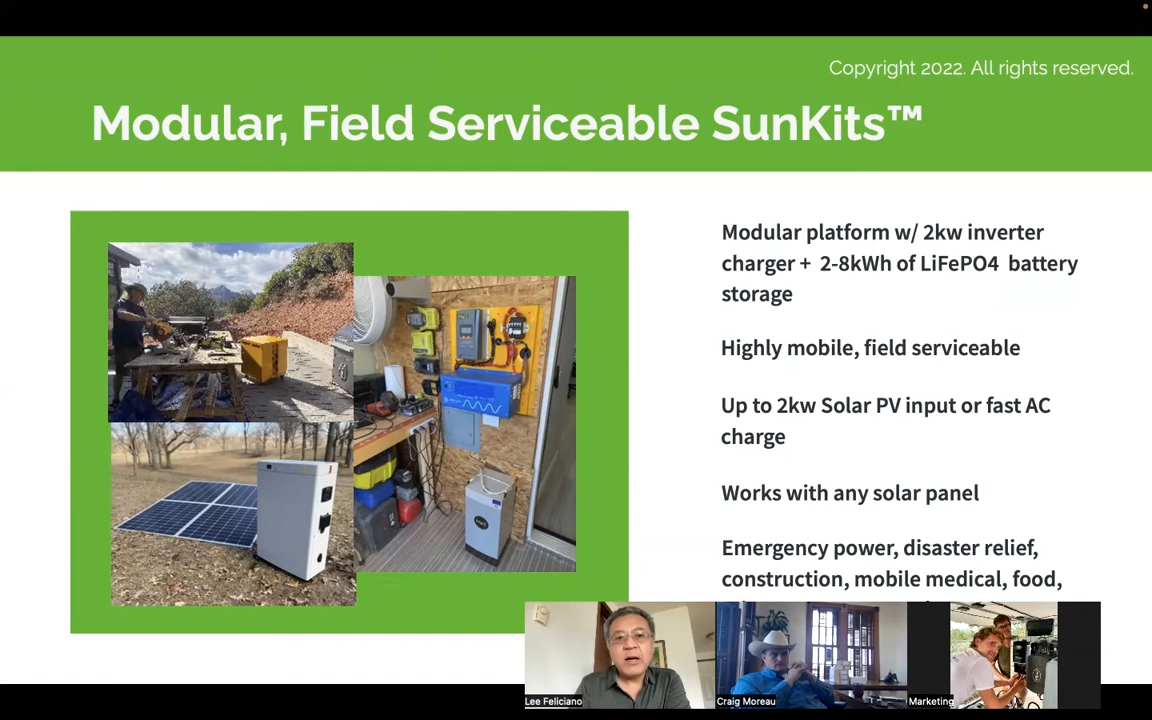 Copyright 2022. All rights reserved.
Modular, Field Serviceable SunKits™
Modular platform w/ 2kw inverter
charger + 2-8kWh of LiFePO4 battery
storage
Highly mobile, field serviceable
Up to 2kw Solar PV input or fast AC
charge
Works with any solar panel
Emergency power, disaster relief,
construction, mobile medical, food,
Lee Feliciano
Craig Moreau
Marketing